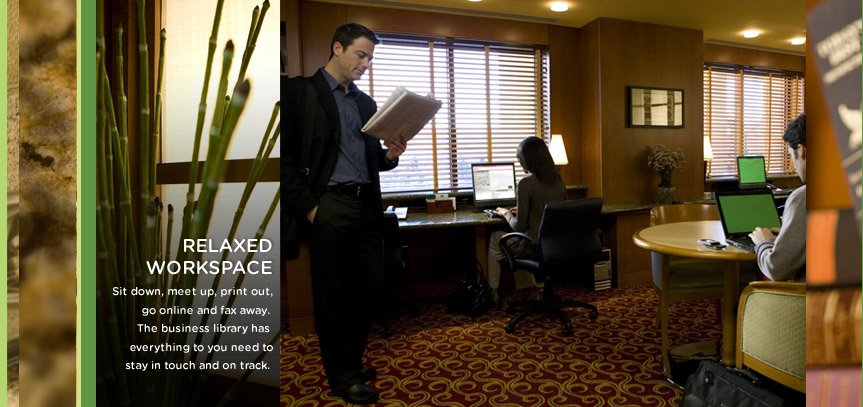 RELAXED
WORKSPACE
Sit down, meet up, print out,
go online and fax away.
The business library has
everything to you need to
stay in touch and on track.